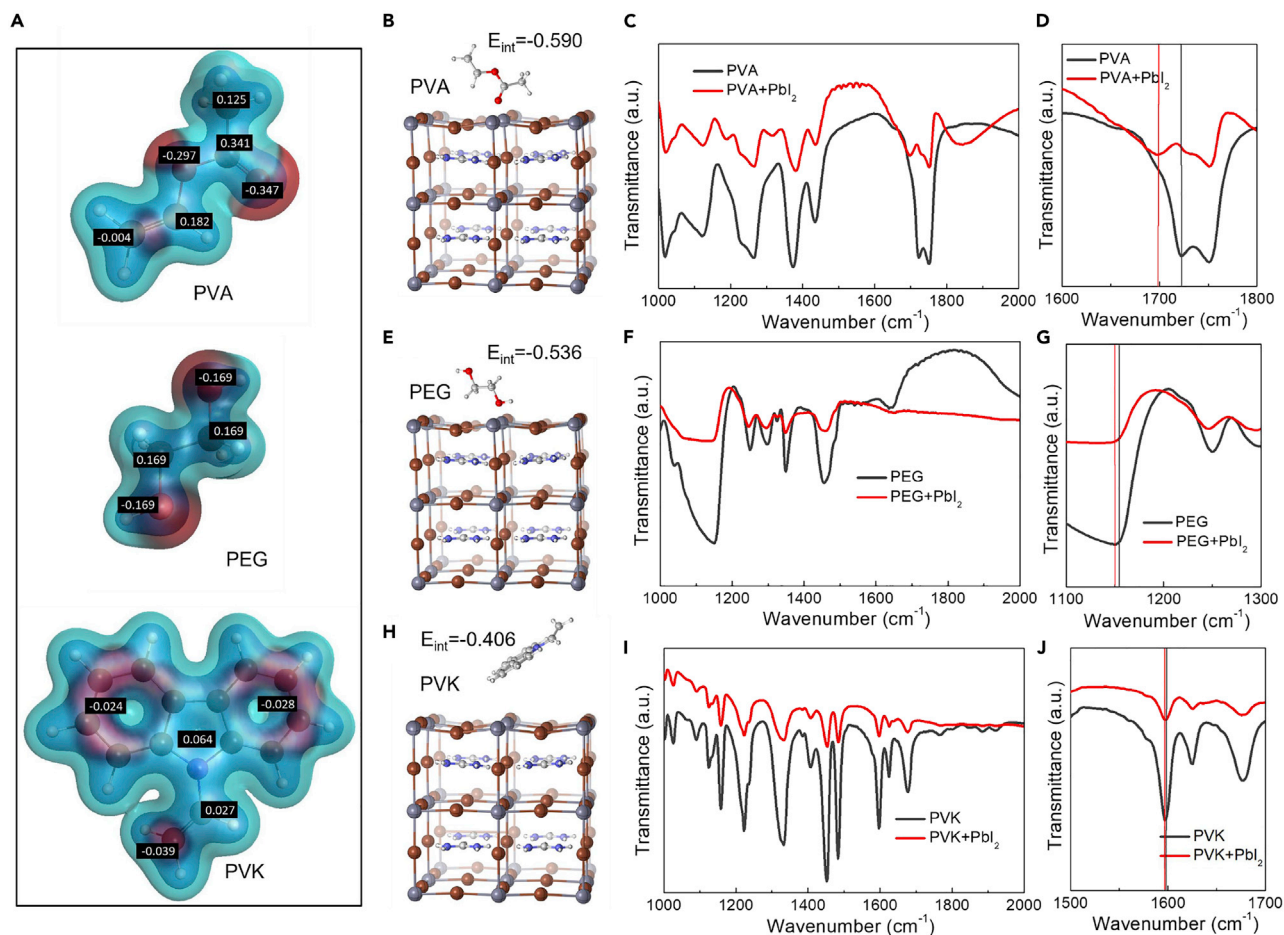 A
0.125
-0.297
0.341
-0.347
-0.004
0.182
PVA
-0.169
0.169
0.169
-0.169
PEG
-0.024
-0.028
0.064
0.027
-0.039
PVK
B
E_int=-0.590
PVA
C
PVA
PVA+PbI₂
Transmittance (a.u.)
1000 1200 1400 1600 1800 2000
Wavenumber (cm⁻¹)
D
PVA
PVA+PbI₂
Transmittance (a.u.)
1600 1700 1800
Wavenumber (cm⁻¹)
E
E_int=-0.536
PEG
F
PEG
PEG+PbI₂
Transmittance (a.u.)
1000 1200 1400 1600 1800 2000
Wavenumber (cm⁻¹)
G
PEG
PEG+PbI₂
Transmittance (a.u.)
1100 1200 1300
Wavenumber (cm⁻¹)
H
E_int=-0.406
PVK
I
PVK
PVK+PbI₂
Transmittance (a.u.)
1000 1200 1400 1600 1800 2000
Wavenumber (cm⁻¹)
J
PVK
PVK+PbI₂
Transmittance (a.u.)
1500 1600 1700
Wavenumber (cm⁻¹)